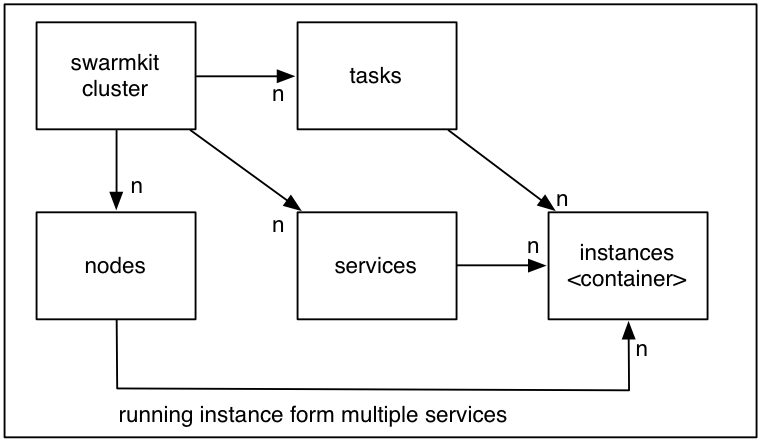 swarmkit
cluster
tasks
n
n
n
n
nodes
services
n
instances
<container>
n
running instance form multiple services